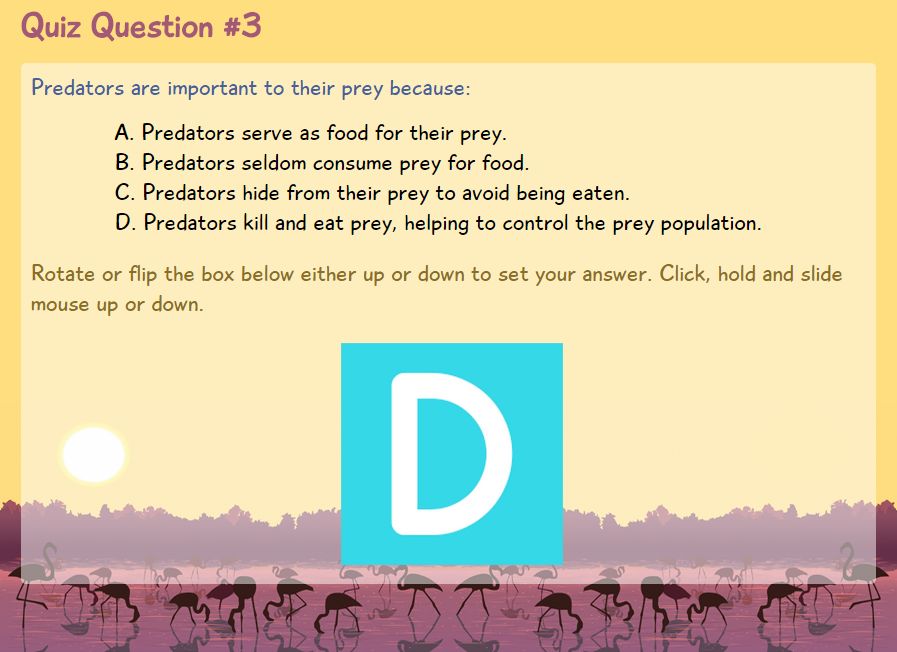 Quiz Question #3
Predators are important to their prey because:
A. Predators serve as food for their prey.
B. Predators seldom consume prey for food.
C. Predators hide from their prey to avoid being eaten.
D. Predators kill and eat prey, helping to control the prey population.
Rotate or flip the box below either up or down to set your answer. Click, hold and slide
mouse up or down.
D